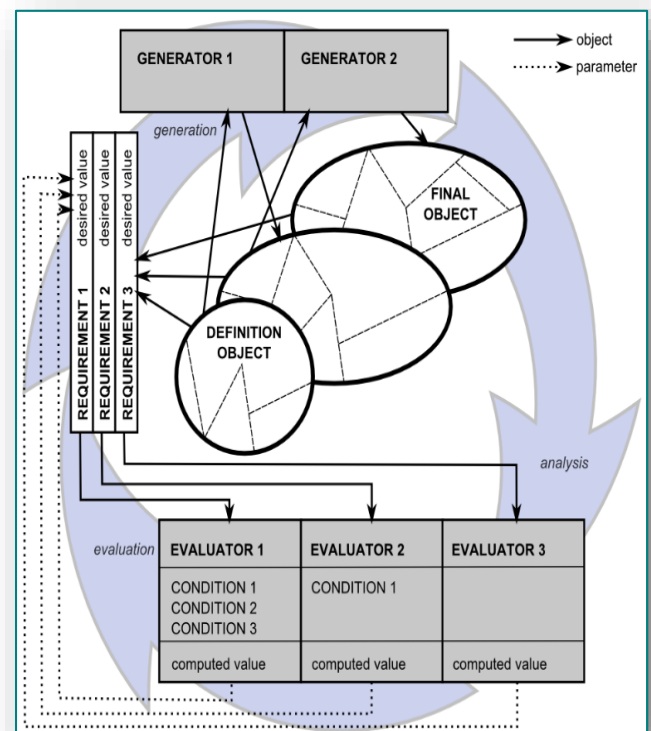 GENERATOR 1
GENERATOR 2
object
parameter
generation
REQUIREMENT 1 desired value
REQUIREMENT 2 desired value
REQUIREMENT 3 desired value
FINAL
OBJECT
DEFINITION
OBJECT
analysis
evaluation
EVALUATOR 1
CONDITION 1
CONDITION 2
CONDITION 3
computed value
EVALUATOR 2
CONDITION 1
computed value
EVALUATOR 3
computed value